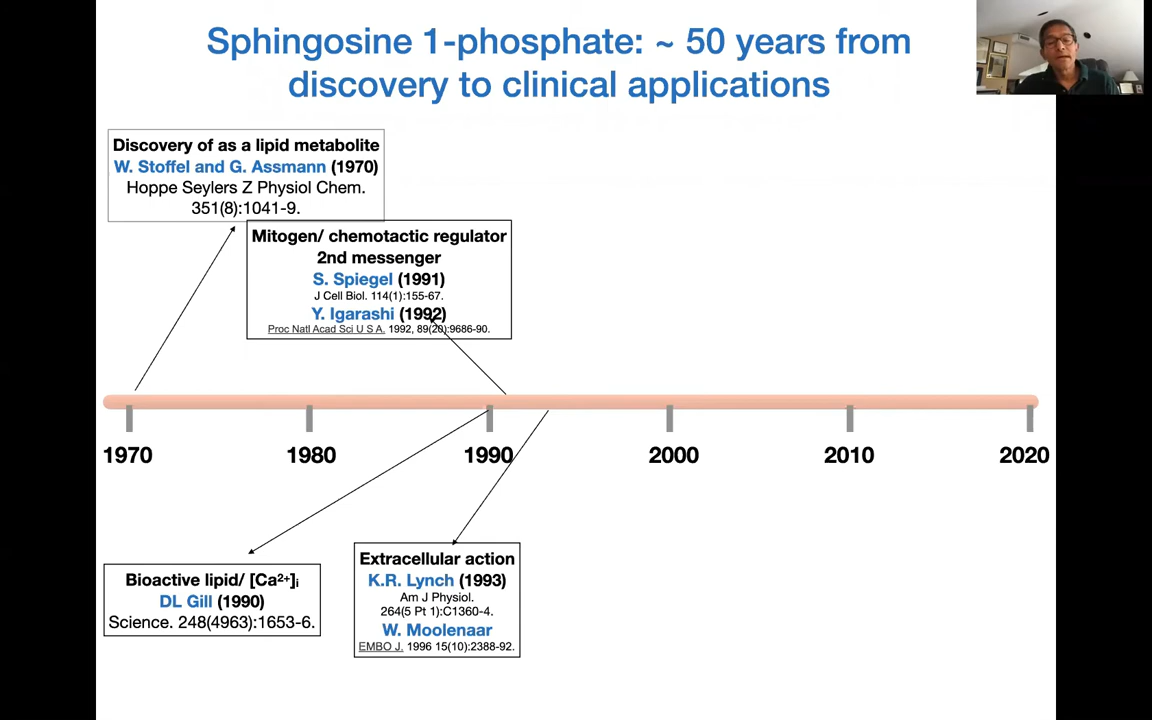 Sphingosine 1-phosphate: ~ 50 years from
discovery to clinical applications
Discovery of as a lipid metabolite
W. Stoffel and G. Assmann (1970)
Hoppe Seylers Z Physiol Chem.
351(8):1041-9.
Mitogen/ chemotactic regulator
2nd messenger
S. Spiegel (1991)
J Cell Biol. 114(1):155-67.
Y. Igarashi (1992)
Proc Natl Acad Sci U S A. 1992, 89(20):9686-90.
1970
1980
1990
2000
2010
2020
Bioactive lipid/ [Ca²⁺]ᵢ
DL Gill (1990)
Science. 248(4963):1653-6.
Extracellular action
K.R. Lynch (1993)
Am J Physiol.
264(5 Pt 1):C1360-4.
W. Moolenaar
EMBO J. 1996 15(10):2388-92.